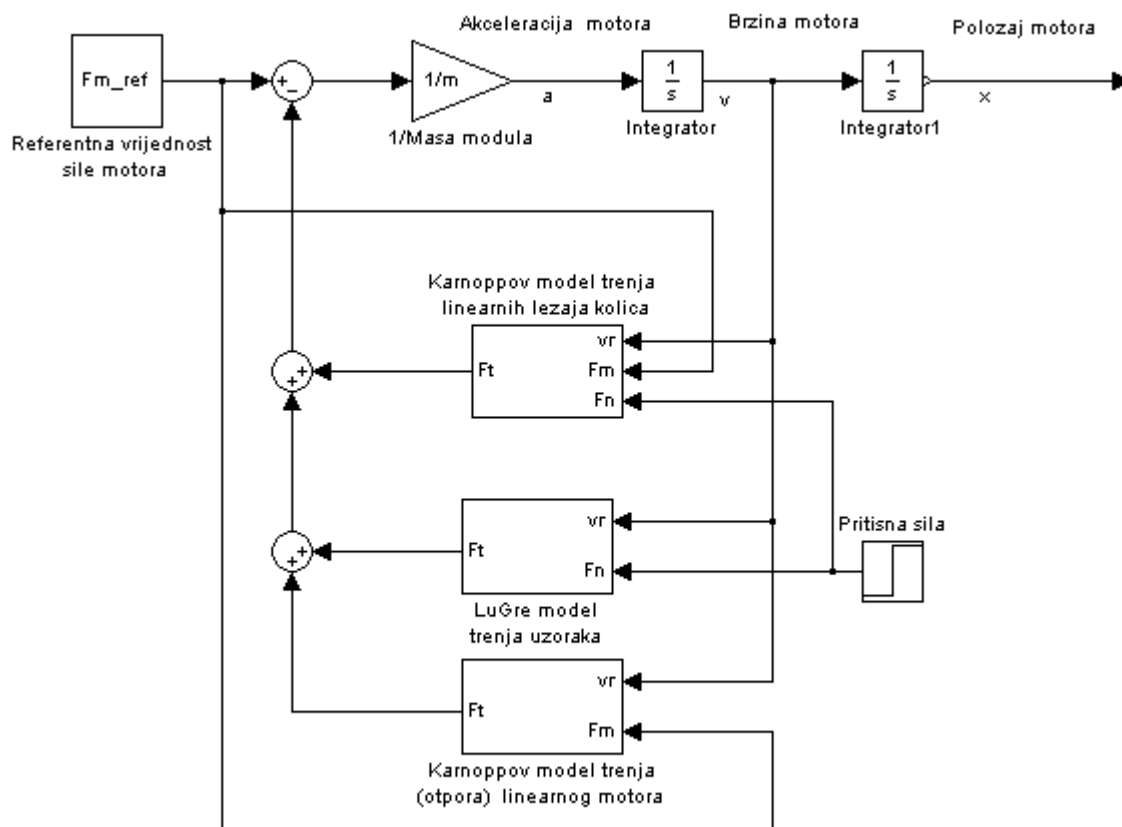 Akceleracija motora
Brzina motora
Polozaj motora
Fm_ref
+
−
1/m
a
1
s
v
1
s
x
Referentna vrijednost
sile motora
1/Masa modula
Integrator
Integrator1
Karnoppov model trenja
linearnih lezaja kolica
vr
Fm
Fn
Ft
+
+
Pritisna sila
vr
Fn
Ft
+
+
LuGre model
trenja uzoraka
vr
Fm
Ft
Karnoppov model trenja
(otpora) linearnog motora